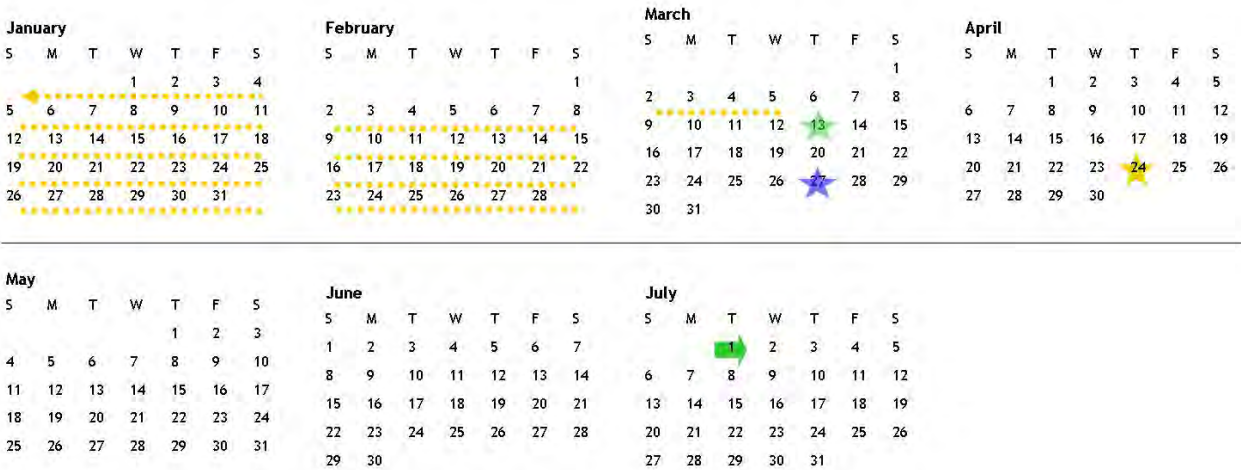 January
S M T W T F S
1 2 3 4
5 6 7 8 9 10 11
12 13 14 15 16 17 18
19 20 21 22 23 24 25
26 27 28 29 30 31
February
S M T W T F S
1
2 3 4 5 6 7 8
9 10 11 12 13 14 15
16 17 18 19 20 21 22
23 24 25 26 27 28
March
S M T W T F S
1
2 3 4 5 6 7 8
9 10 11 12 13 14 15
16 17 18 19 20 21 22
23 24 25 26 27 28 29
30 31
April
S M T W T F S
1 2 3 4 5
6 7 8 9 10 11 12
13 14 15 16 17 18 19
20 21 22 23 24 25 26
27 28 29 30
May
S M T W T F S
1 2 3
4 5 6 7 8 9 10
11 12 13 14 15 16 17
18 19 20 21 22 23 24
25 26 27 28 29 30 31
June
S M T W T F S
1 2 3 4 5 6 7
8 9 10 11 12 13 14
15 16 17 18 19 20 21
22 23 24 25 26 27 28
29 30
July
S M T W T F S
1 2 3 4 5
6 7 8 9 10 11 12
13 14 15 16 17 18 19
20 21 22 23 24 25 26
27 28 29 30 31